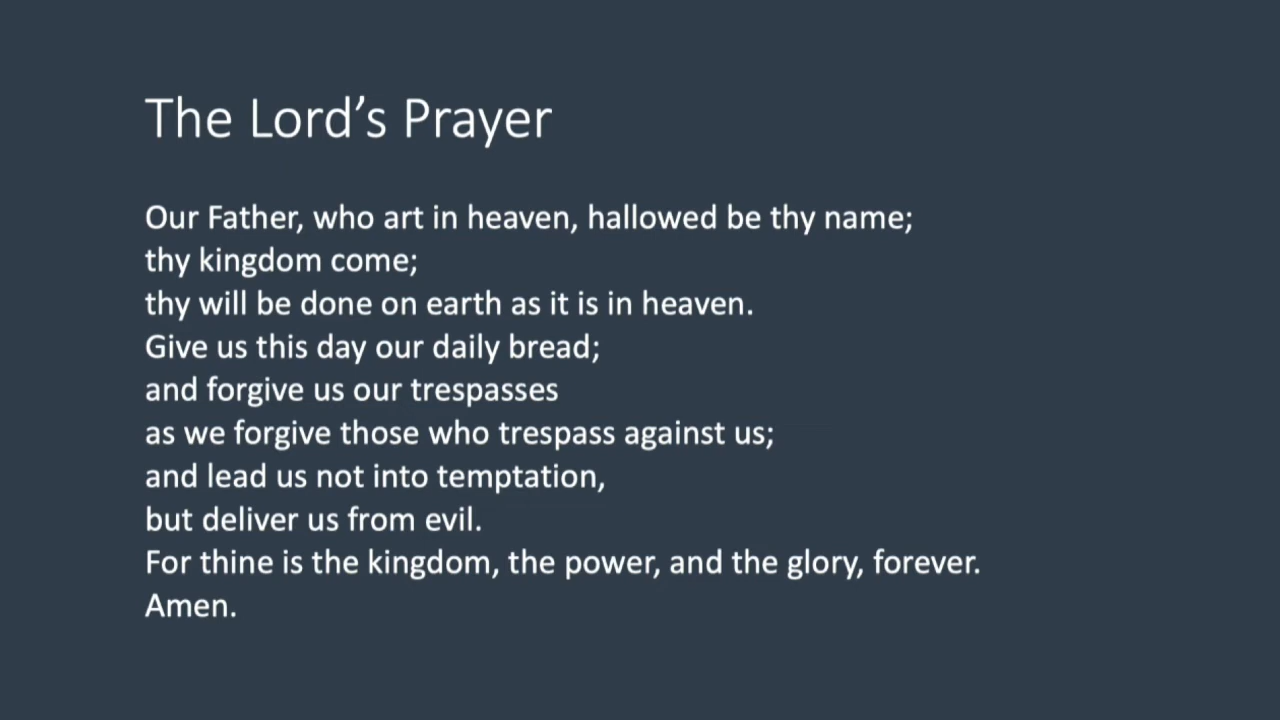 The Lord’s Prayer
Our Father, who art in heaven, hallowed be thy name;
thy kingdom come;
thy will be done on earth as it is in heaven.
Give us this day our daily bread;
and forgive us our trespasses
as we forgive those who trespass against us;
and lead us not into temptation,
but deliver us from evil.
For thine is the kingdom, the power, and the glory, forever.
Amen.